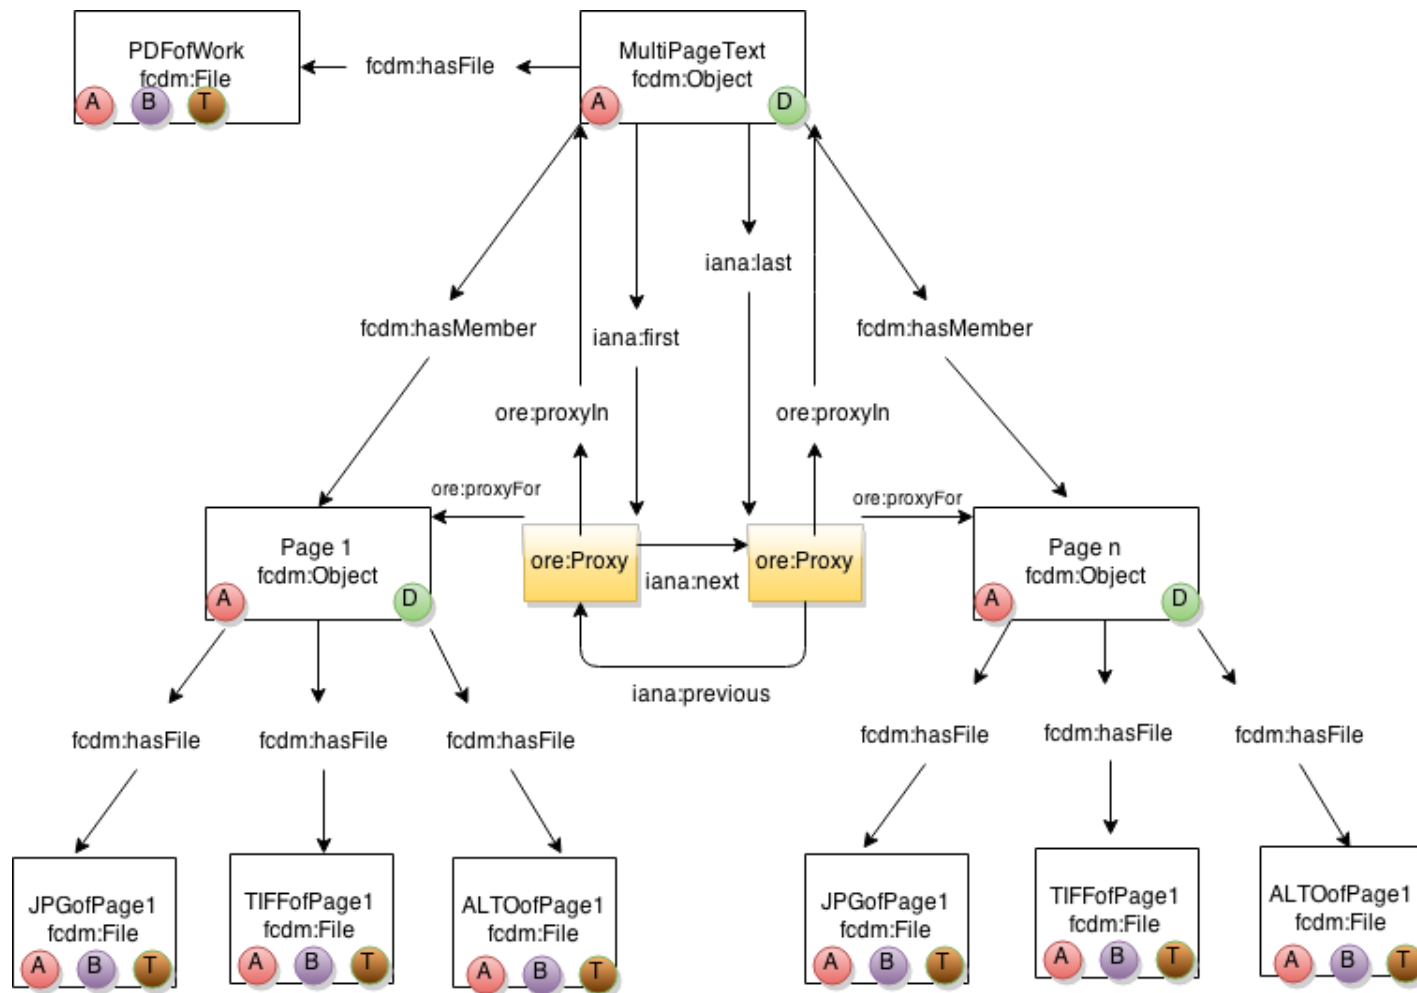 PDFofWork
fcdm:File
A B T
fcdm:hasFile
MultiPageText
fcdm:Object
A D
iana:last
fcdm:hasMember
iana:first
fcdm:hasMember
ore:proxyIn
ore:proxyIn
ore:proxyFor
ore:proxyFor
Page 1
fcdm:Object
A D
ore:Proxy
iana:next
ore:Proxy
Page n
fcdm:Object
A D
iana:previous
fcdm:hasFile
fcdm:hasFile
fcdm:hasFile
fcdm:hasFile
fcdm:hasFile
fcdm:hasFile
JPGofPage1
fcdm:File
A B T
TIFFofPage1
fcdm:File
A B T
ALTOofPage1
fcdm:File
A B T
JPGofPage1
fcdm:File
A B T
TIFFofPage1
fcdm:File
A B T
ALTOofPage1
fcdm:File
A B T